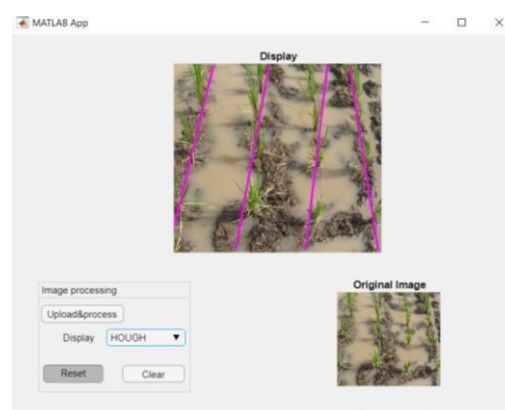 MATLAB App
Display
Image processing
Upload&process
Display HOUGH
Reset Clear
Original Image